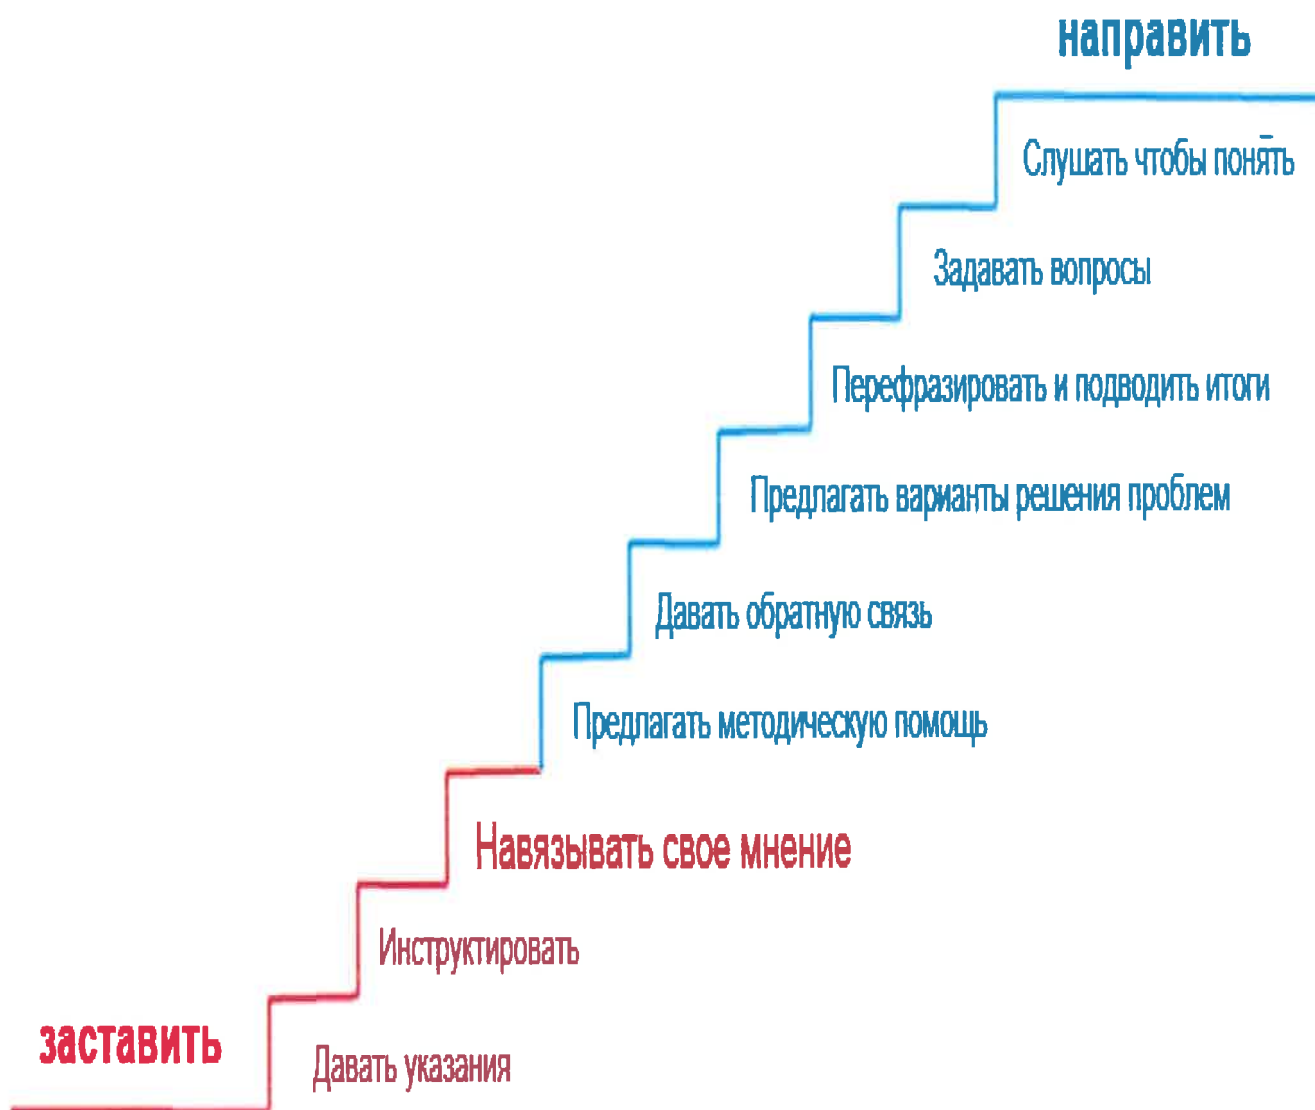 направить
Слушать чтобы понять
Задавать вопросы
Перефразировать и подводить итоги
Предлагать варианты решения проблем
Давать обратную связь
Предлагать методическую помощь
Навязывать свое мнение
Инструктировать
заставить
Давать указания